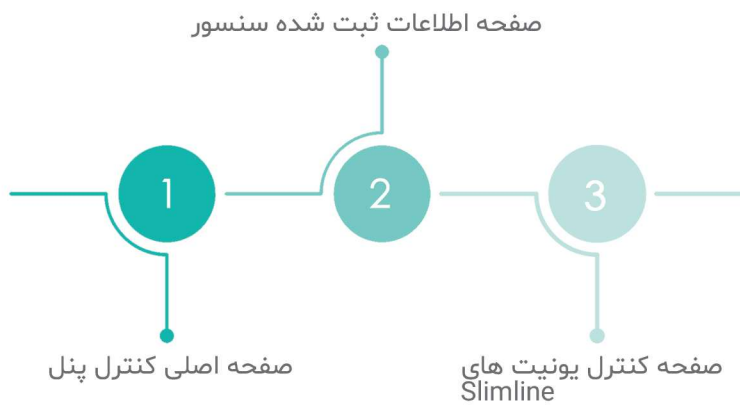 صفحه اطلاعات ثبت شده سنسور
1
2
3
صفحه اصلی کنترل پنل
صفحه کنترل یونیت های
Slimline